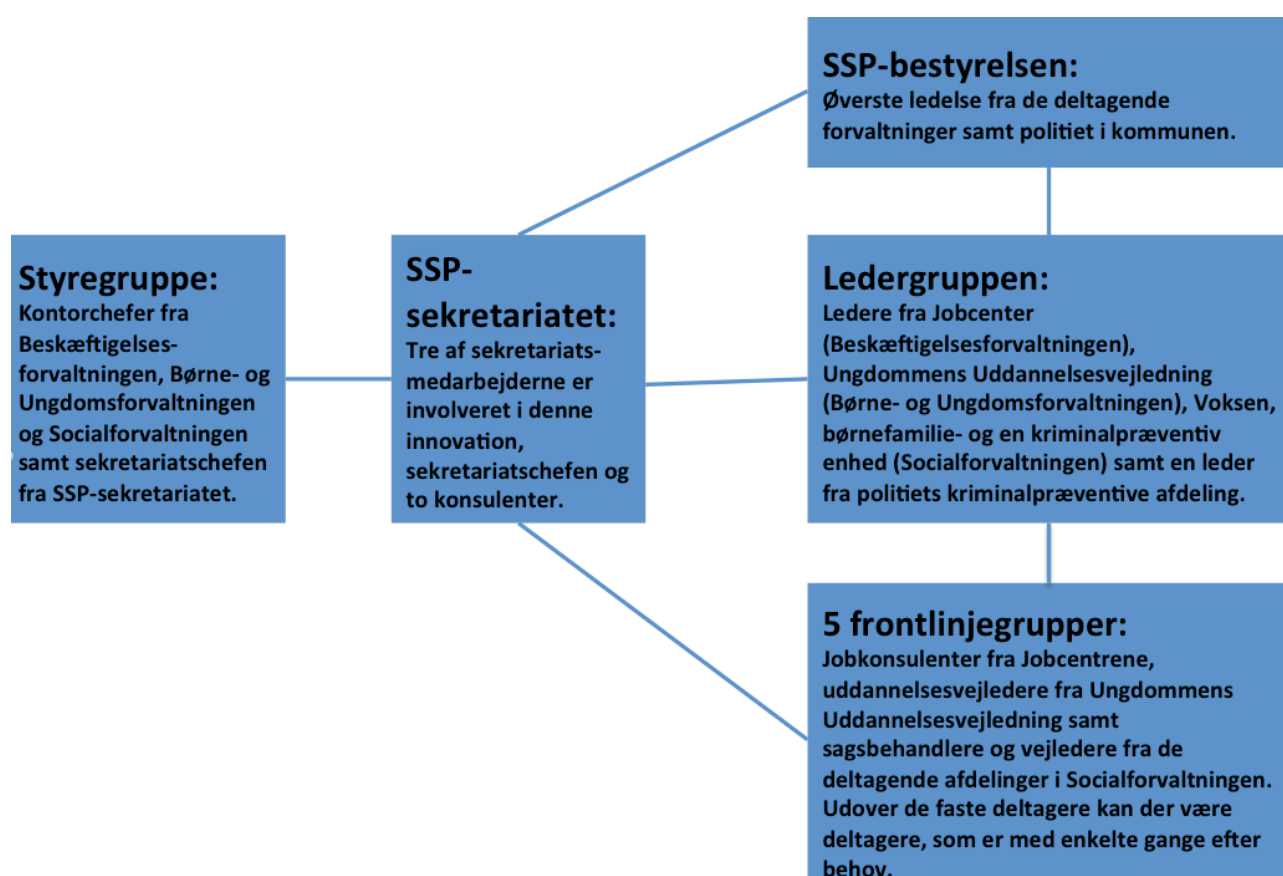 SSP-bestyrelsen:
Øverste ledelse fra de deltagende
forvaltninger samt politiet i kommunen.
Styregruppe:
Kontorchefer fra
Beskæftigelses-
forvaltningen, Børne- og
Ungdomsforvaltningen
og Socialforvaltningen
samt sekretariatschefen
fra SSP-sekretariatet.
SSP-
sekretariatet:
Tre af sekretariats-
medarbejderne er
involveret i denne
innovation,
sekretariatschefen og
to konsulenter.
Ledergruppen:
Ledere fra Jobcenter
(Beskæftigelsesforvaltningen),
Ungdommens Uddannelsesvejledning
(Børne- og Ungdomsforvaltningen), Voksen,
børnefamilie- og en kriminalpræventiv
enhed (Socialforvaltningen) samt en leder
fra politiets kriminalpræventive afdeling.
5 frontlinjegrupper:
Jobkonsulenter fra Jobcentrene,
uddannelsesvejledere fra Ungdommens
Uddannelsesvejledning samt
sagsbehandlere og vejledere fra de
deltagende afdelinger i Socialforvaltningen.
Udover de faste deltagere kan der være
deltagere, som er med enkelte gange efter
behov.